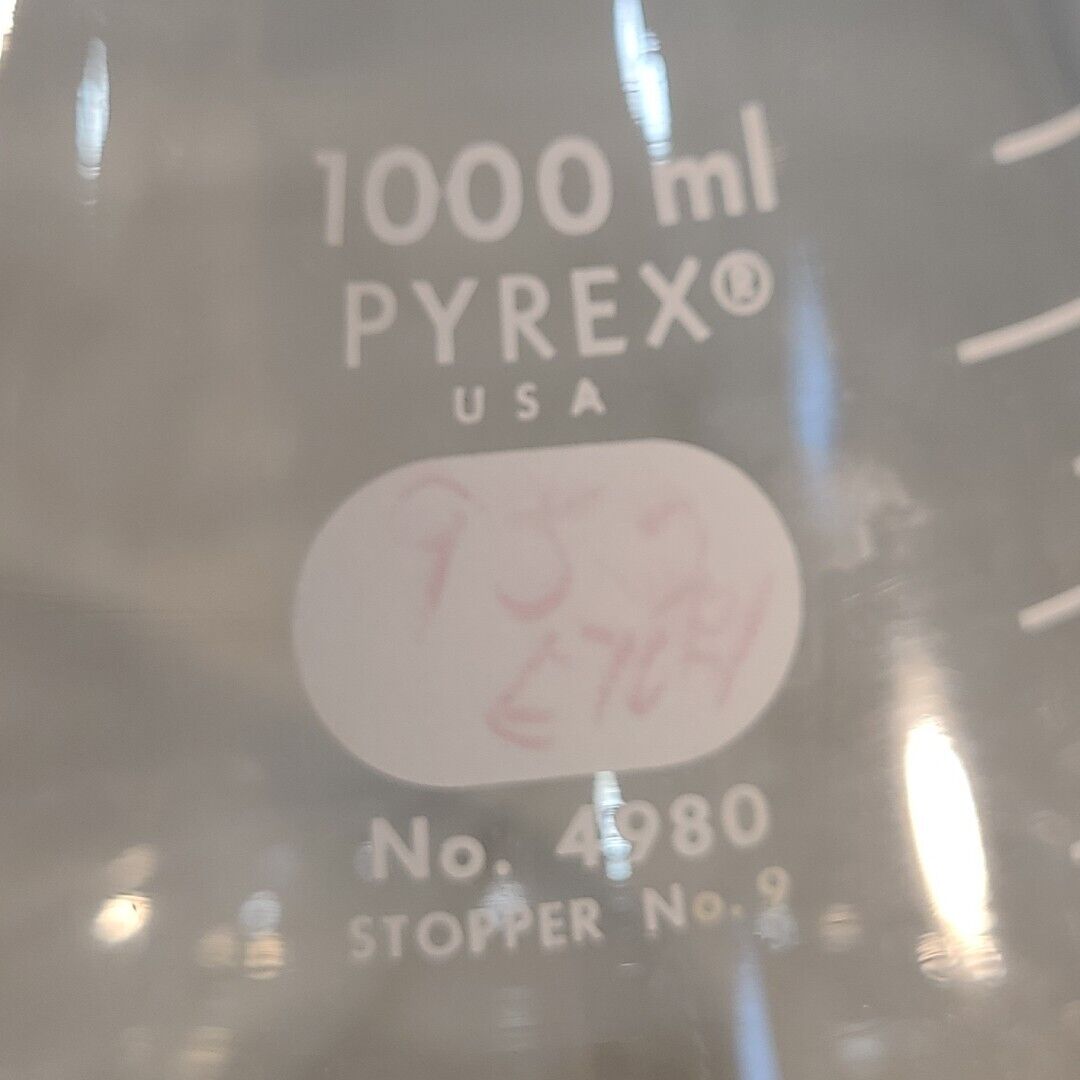 1000 ml
PYREX®
USA
No. 4980
STOPPER No. 9